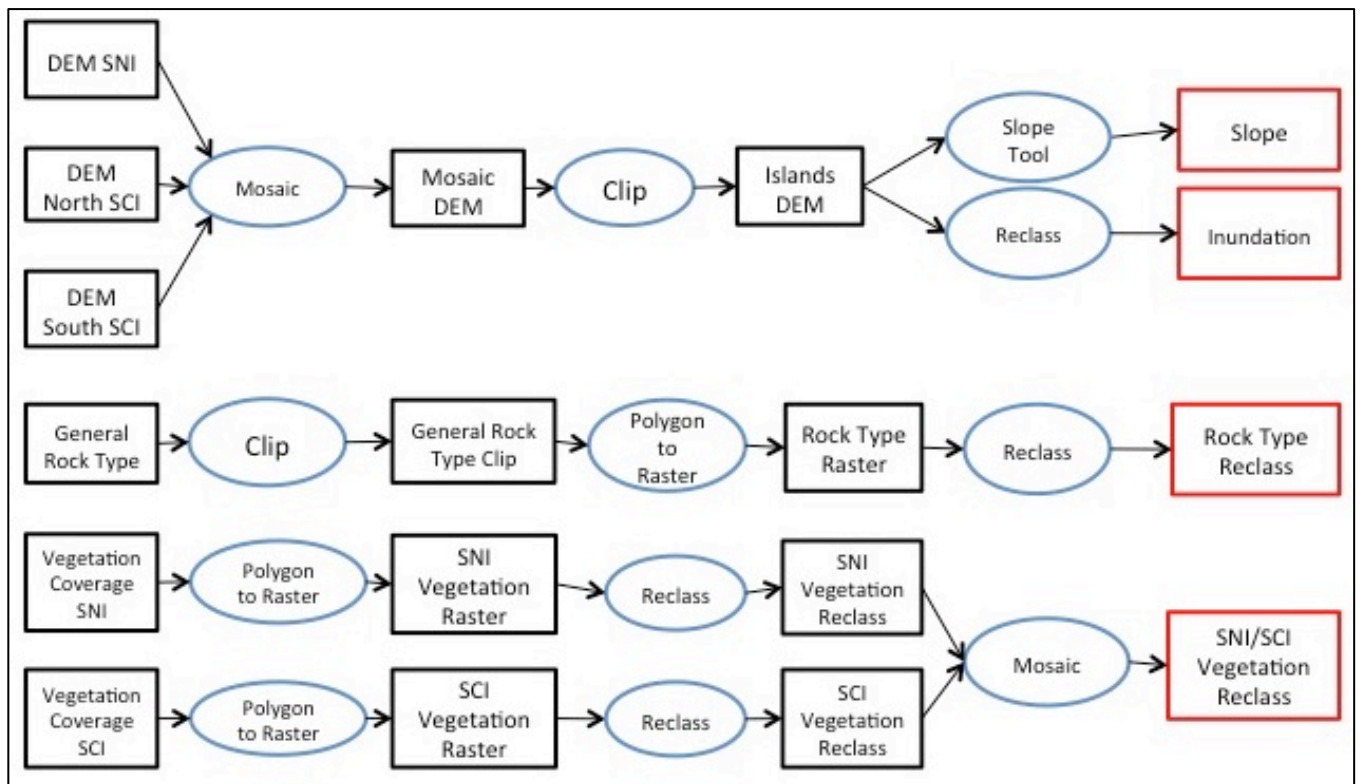 DEM SNI
DEM
North SCI
DEM
South SCI
Mosaic
Mosaic
DEM
Clip
Islands
DEM
Slope
Tool
Slope
Reclass
Inundation
General
Rock Type
Clip
General Rock
Type Clip
Polygon
to
Raster
Rock Type
Raster
Reclass
Rock Type
Reclass
Vegetation
Coverage
SNI
Polygon
to Raster
SNI
Vegetation
Raster
Reclass
SNI
Vegetation
Reclass
Vegetation
Coverage
SCI
Polygon
to Raster
SCI
Vegetation
Raster
Reclass
SCI
Vegetation
Reclass
Mosaic
SNI/SCI
Vegetation
Reclass